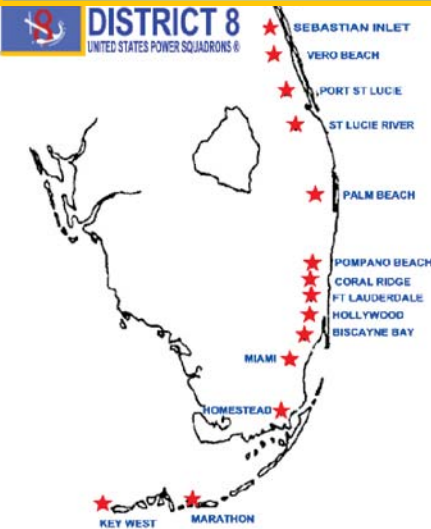 8
DISTRICT 8
UNITED STATES POWER SQUADRONS ®
SEBASTIAN INLET
VERO BEACH
PORT ST LUCIE
ST LUCIE RIVER
PALM BEACH
POMPANO BEACH
CORAL RIDGE
FT LAUDERDALE
HOLLYWOOD
BISCAYNE BAY
MIAMI
HOMESTEAD
MARATHON
KEY WEST